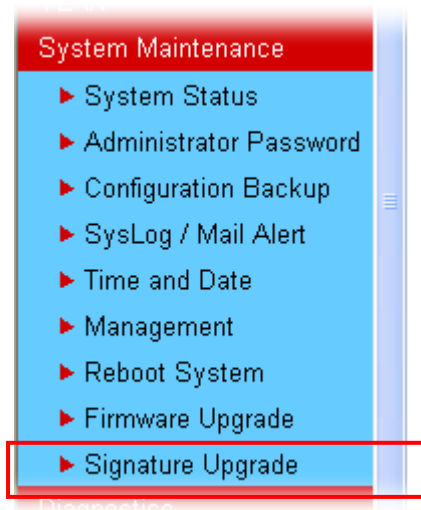 System Maintenance
System Status
Administrator Password
Configuration Backup
SysLog / Mail Alert
Time and Date
Management
Reboot System
Firmware Upgrade
Signature Upgrade
Diagnostics